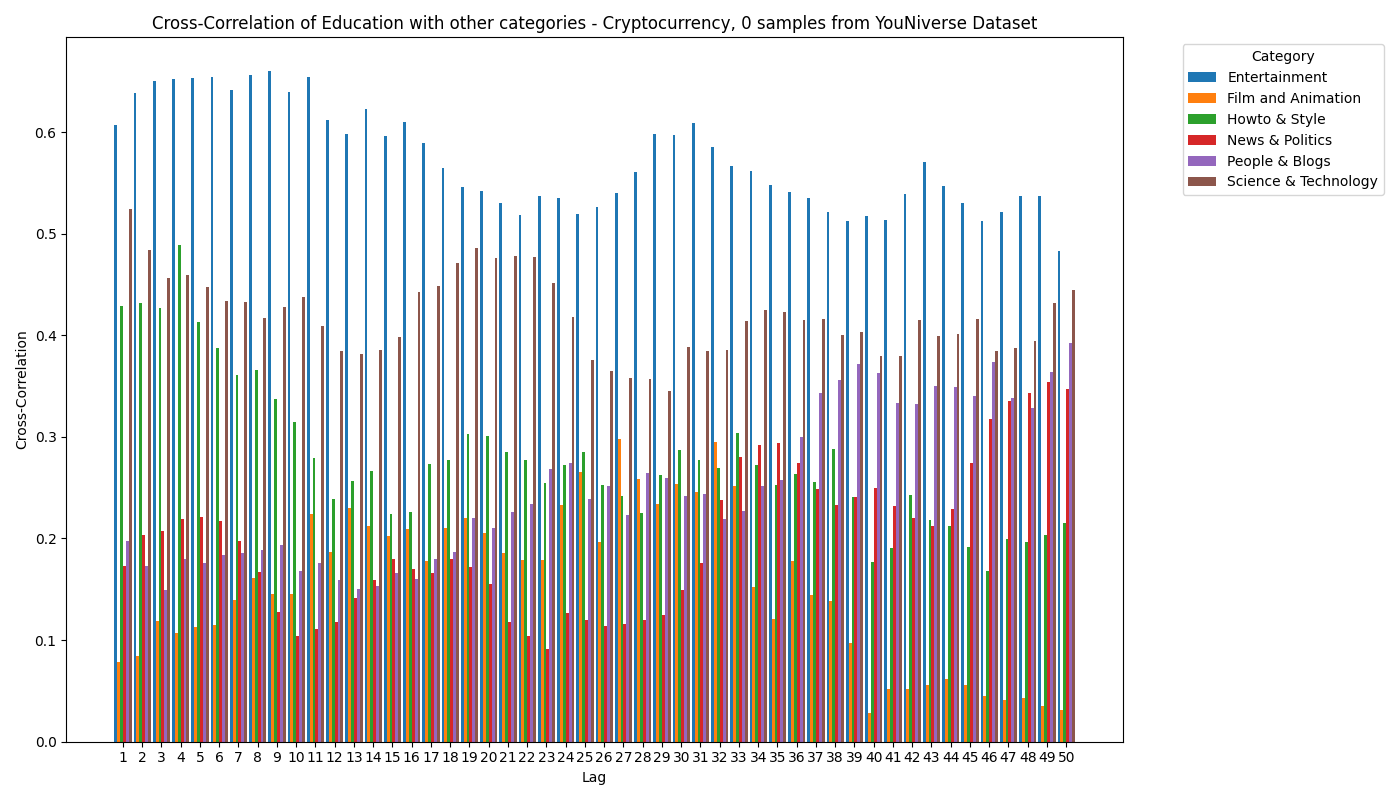 Cross-Correlation of Education with other categories - Cryptocurrency, 0 samples from YouNiverse Dataset
Category
Entertainment
Film and Animation
Howto & Style
News & Politics
People & Blogs
Science & Technology
Cross-Correlation
0.6
0.5
0.4
0.3
0.2
0.1
0.0
1 2 3 4 5 6 7 8 9 10 11 12 13 14 15 16 17 18 19 20 21 22 23 24 25 26 27 28 29 30 31 32 33 34 35 36 37 38 39 40 41 42 43 44 45 46 47 48 49 50
Lag